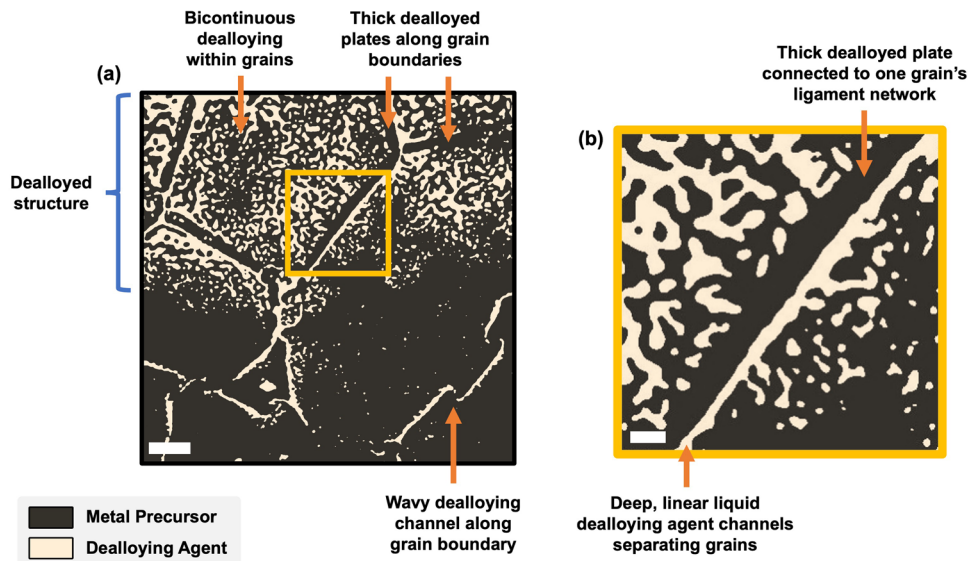 Bicontinuous
dealloying
within grains
Thick dealloyed
plates along grain
boundaries
(a)
Dealloyed
structure
Wavy dealloying
channel along
grain boundary
Metal Precursor
Dealloying Agent
Thick dealloyed plate
connected to one grain's
ligament network
(b)
Deep, linear liquid
dealloying agent channels
separating grains